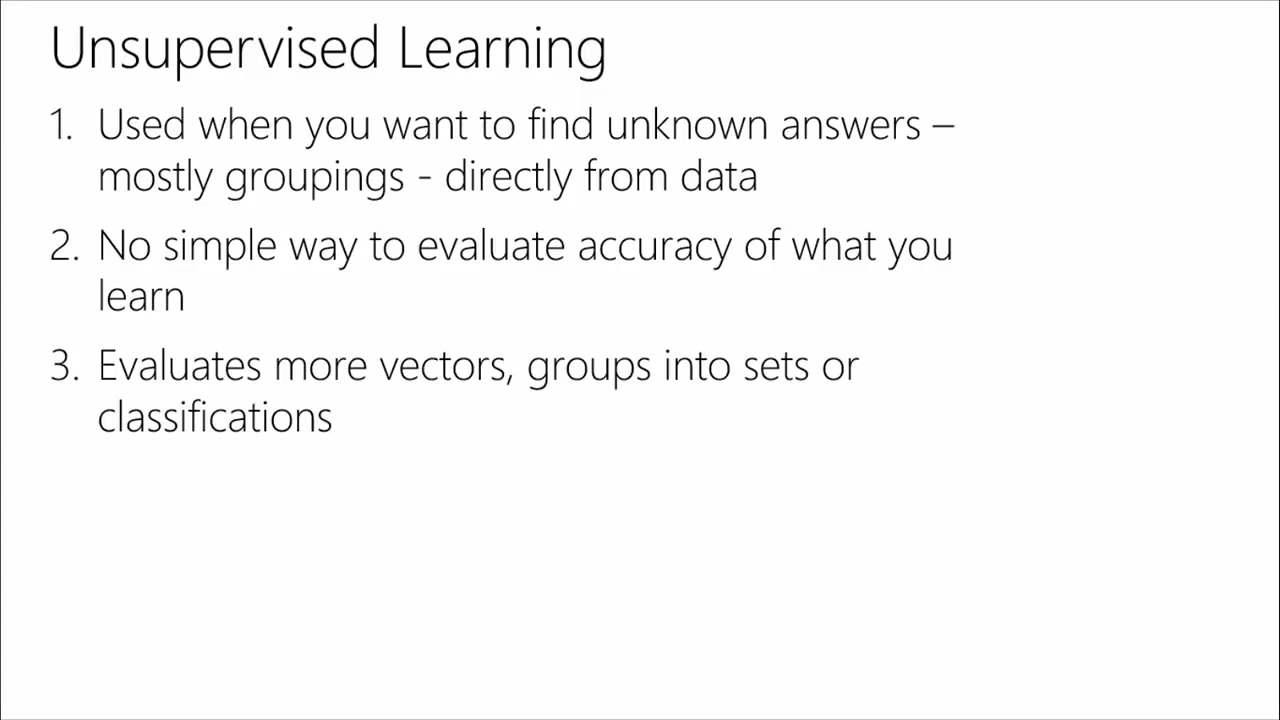 Unsupervised Learning
1. Used when you want to find unknown answers –
mostly groupings - directly from data
2. No simple way to evaluate accuracy of what you
learn
3. Evaluates more vectors, groups into sets or
classifications